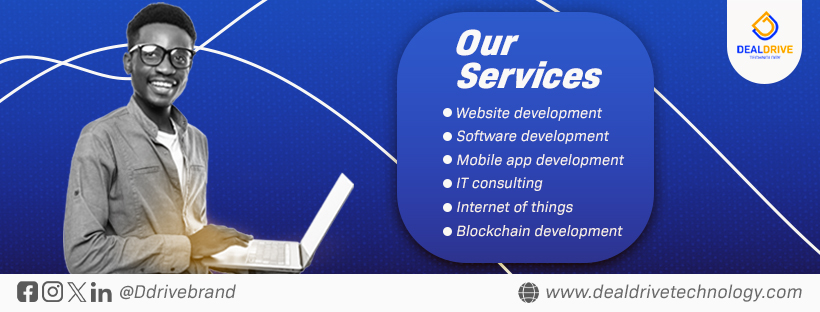 Our
Services
Website development
Software development
Mobile app development
IT consulting
Internet of things
Blockchain development
DEALDRIVE
@Ddrivebrand
www.dealdrivetechnology.com